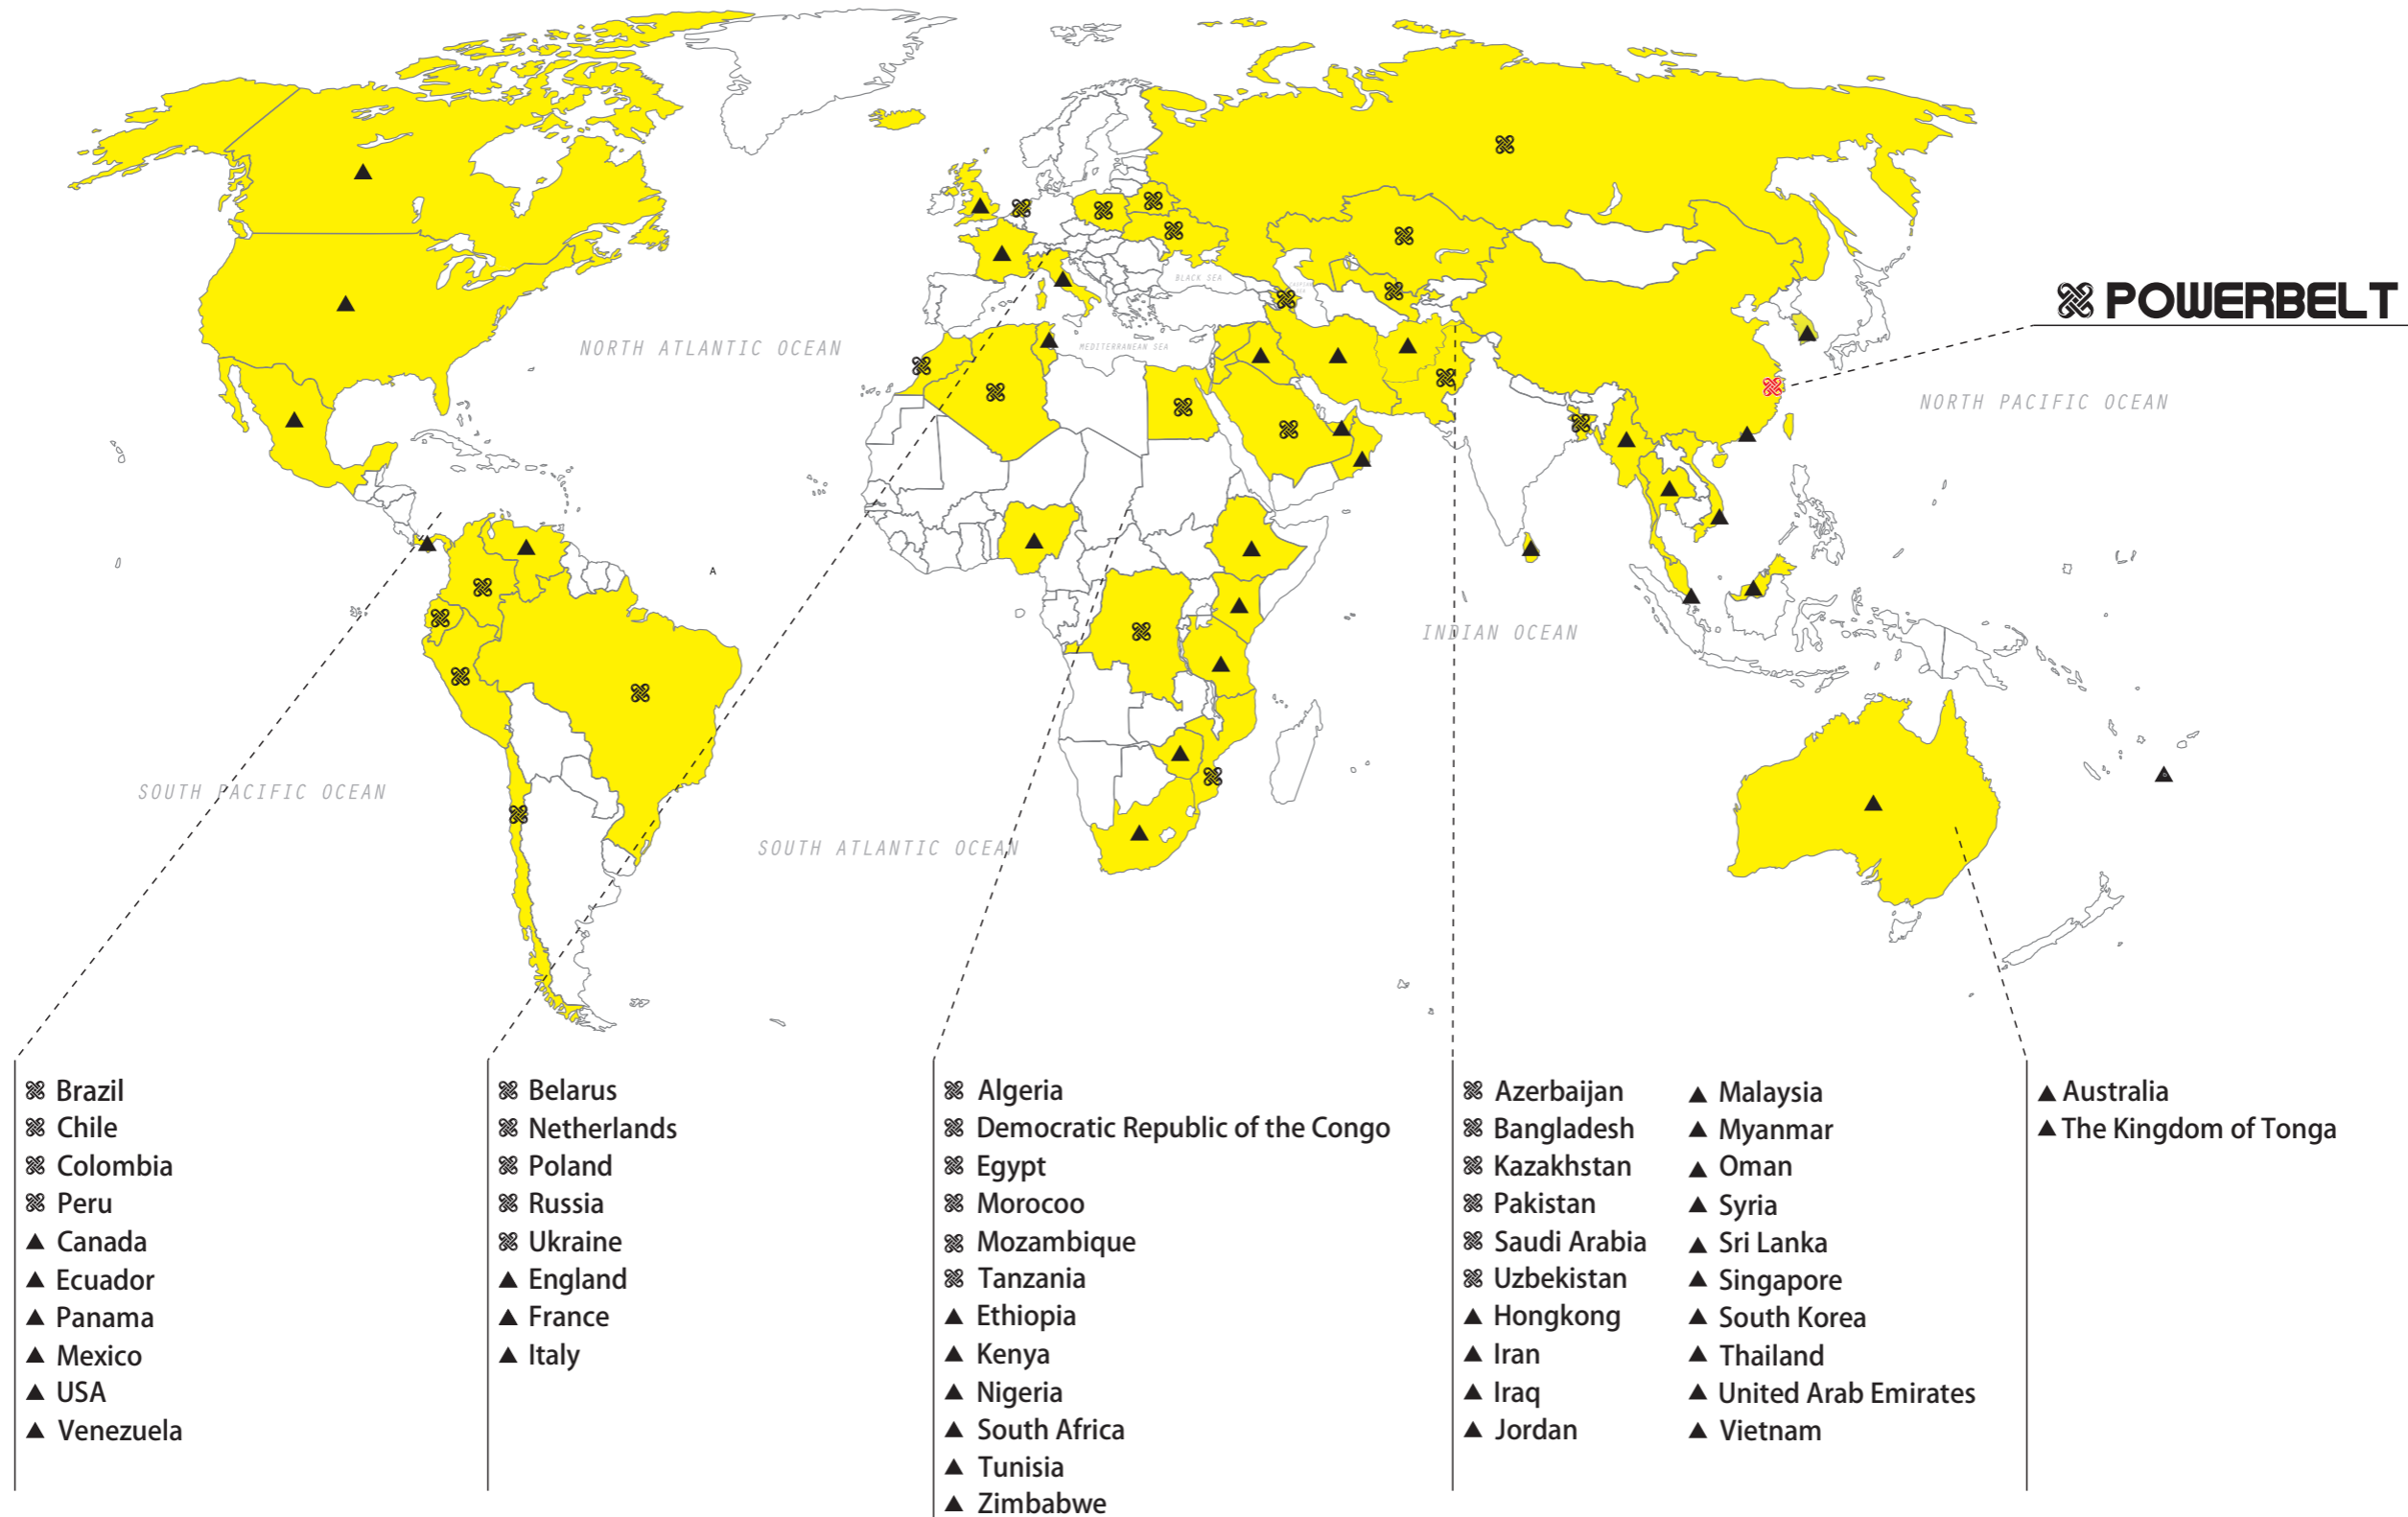 BLACK SEA
POWERBELT
NORTH ATLANTIC OCEAN
MEDITERRANEAN SEA
NORTH PACIFIC OCEAN
A
INDIAN OCEAN
SOUTH PACIFIC OCEAN
SOUTH ATLANTIC OCEAN
Brazil
Chile
Colombia
Peru
Canada
Ecuador
Panama
Mexico
USA
Venezuela
Belarus
Netherlands
Poland
Russia
Ukraine
England
France
Italy
Algeria
Democratic Republic of the Congo
Egypt
Morocoo
Mozambique
Tanzania
Ethiopia
Kenya
Nigeria
South Africa
Tunisia
Zimbabwe
Azerbaijan
Bangladesh
Kazakhstan
Pakistan
Saudi Arabia
Uzbekistan
Hongkong
Iran
Iraq
Jordan
Malaysia
Myanmar
Oman
Syria
Sri Lanka
Singapore
South Korea
Thailand
United Arab Emirates
Vietnam
Australia
The Kingdom of Tonga